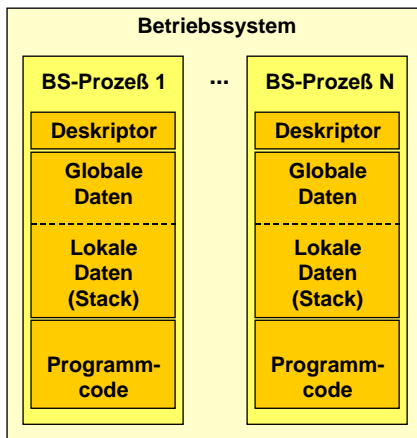 Betriebssystem
BS-Prozeß 1
Deskriptor
Globale
Daten
Lokale
Daten
(Stack)
Programm-
code
...
BS-Prozeß N
Deskriptor
Globale
Daten
Lokale
Daten
(Stack)
Programm-
code